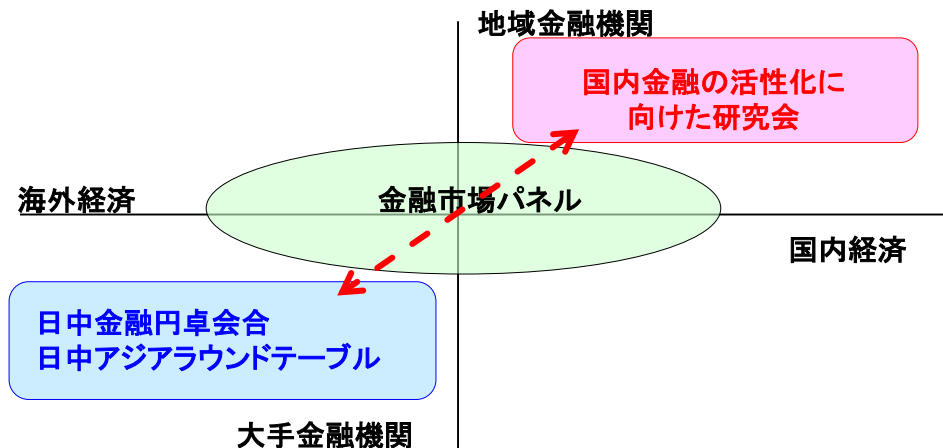 地域金融機関
国内金融の活性化に
向けた研究会
海外経済
金融市場パネル
国内経済
日中金融円卓会合
日中アジアラウンドテーブル
大手金融機関